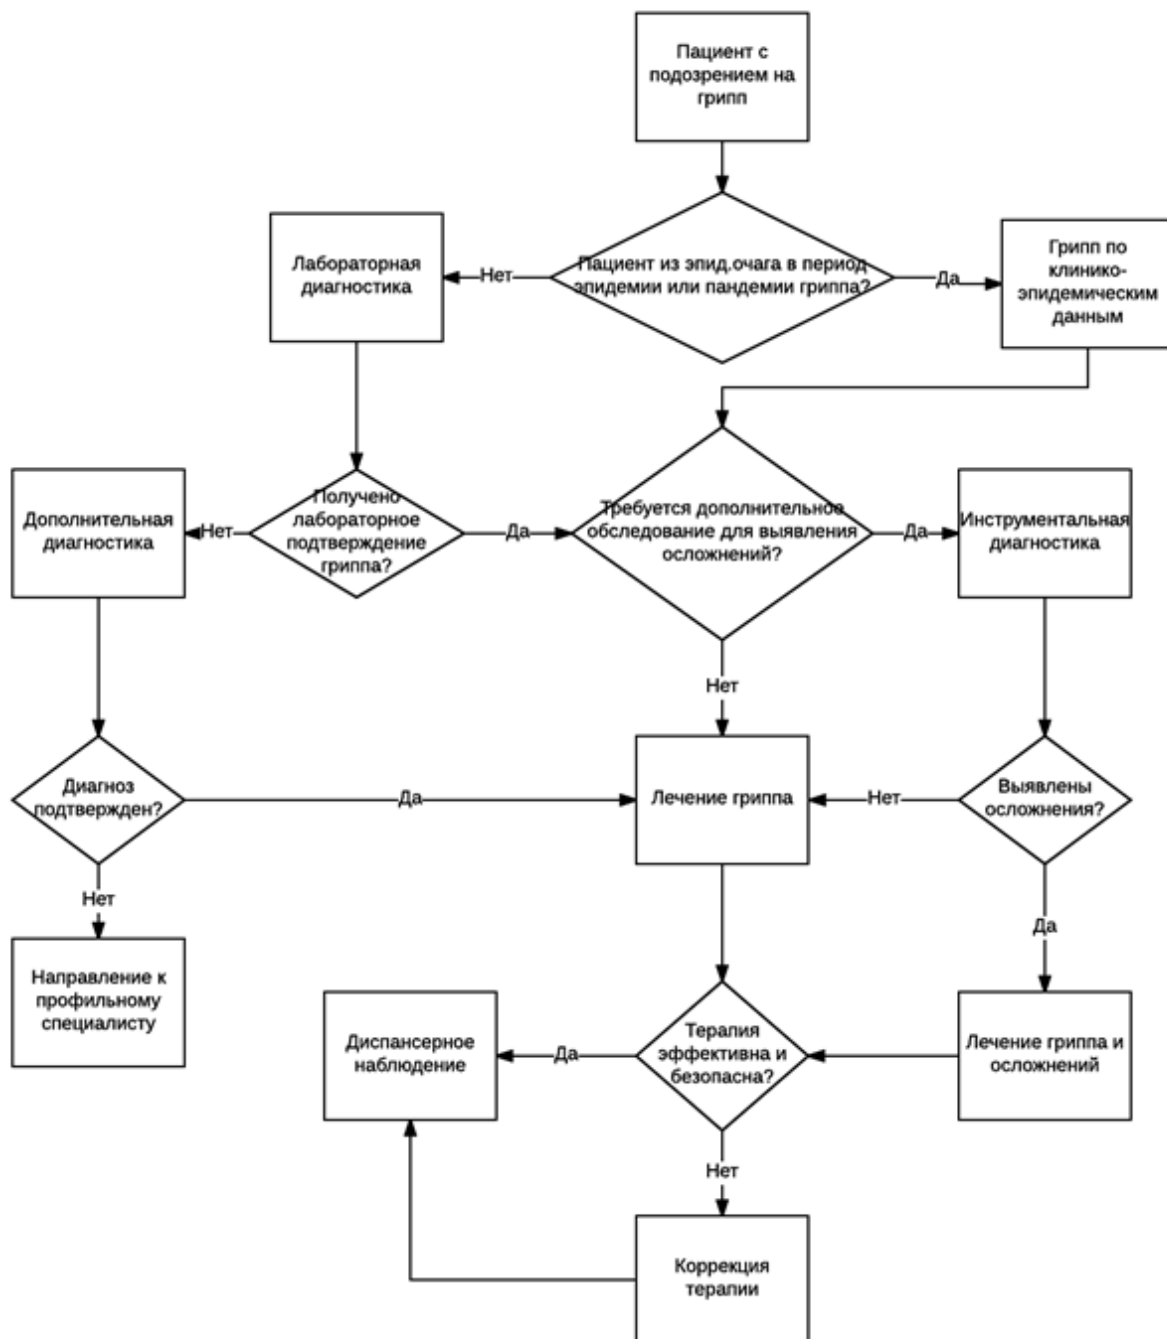 Пациент с
подозрением на
грипп
Лабораторная
диагностика
Нет
Пациент из эпид.очага в период
эпидемии или пандемии гриппа?
Да
Грипп по
клинико-
эпидемическим
данным
Дополнительная
диагностика
Нет
Получено
лабораторное
подтверждение
гриппа?
Да
Требуется дополнительное
обследование для выявления
осложнений?
Да
Инструментальная
диагностика
Нет
Диагноз
подтвержден?
Да
Лечение гриппа
Нет
Выявлены
осложнения?
Нет
Да
Направление к
профильному
специалисту
Диспансерное
наблюдение
Да
Терапия
эффективна и
безопасна?
Лечение гриппа и
осложнений
Нет
Коррекция
терапии